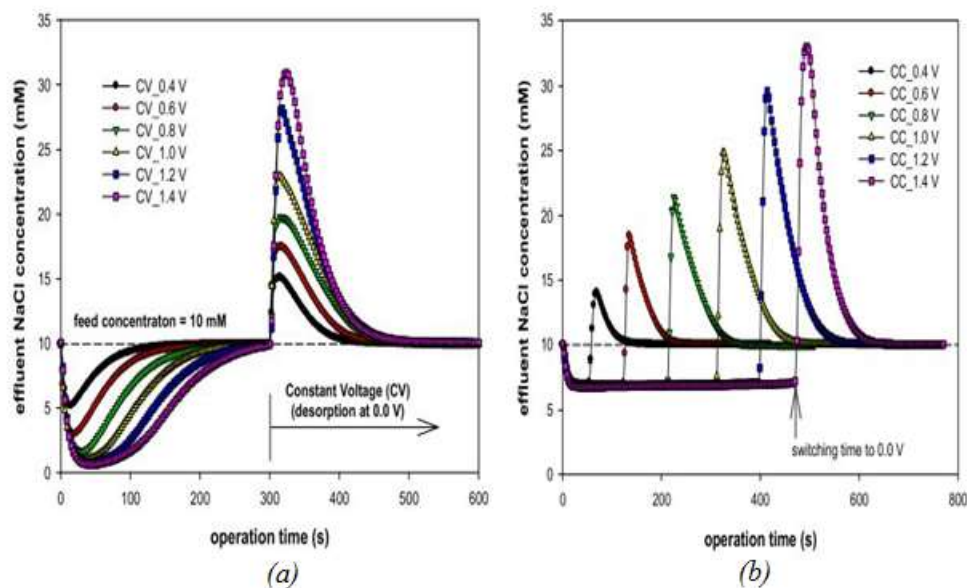 35
30
25
20
15
10
5
0
effluent NaCl concentration (mM)
CV_0.4 V
CV_0.6 V
CV_0.8 V
CV_1.0 V
CV_1.2 V
CV_1.4 V
feed concentraton = 10 mM
Constant Voltage (CV)
(desorption at 0.0 V)
0 100 200 300 400 500 600
operation time (s)
(a)
35
30
25
20
15
10
5
0
effluent NaCl concentration (mM)
CC_0.4 V
CC_0.6 V
CC_0.8 V
CC_1.0 V
CC_1.2 V
CC_1.4 V
switching time to 0.0 V
0 200 400 600 800
operation time (s)
(b)